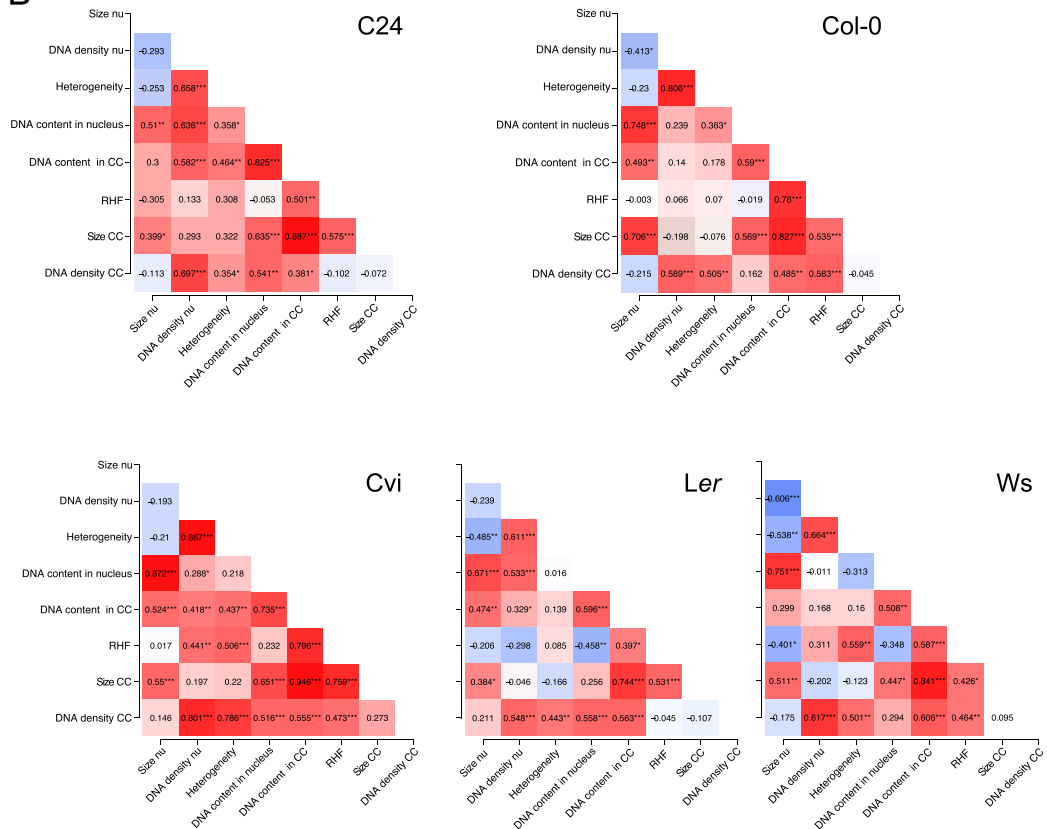 Size nu
C24
DNA density nu
-0.293
Heterogeneity
-0.253 0.658***
DNA content in nucleus
0.51** 0.636*** 0.358*
DNA content in CC
0.3 0.582*** 0.464** 0.825***
RHF
-0.305 0.133 0.308 -0.053 0.501**
Size CC
0.399* 0.293 0.322 0.635*** 0.887*** 0.575***
DNA density CC
-0.113 0.697*** 0.354* 0.541** 0.381* -0.102 -0.072
Size nu
DNA density nu
Heterogeneity
DNA content in nucleus
DNA content in CC
RHF
Size CC
DNA density CC
Size nu
Col-0
DNA density nu
-0.413*
Heterogeneity
-0.23 0.806***
DNA content in nucleus
0.748*** 0.239 0.363*
DNA content in CC
0.493** 0.14 0.178 0.59***
RHF
-0.003 0.066 0.07 -0.019 0.76***
Size CC
0.706*** -0.198 -0.076 0.569*** 0.827*** 0.535***
DNA density CC
-0.215 0.589*** 0.505** 0.162 0.485** 0.583*** -0.045
Size nu
DNA density nu
Heterogeneity
DNA content in nucleus
DNA content in CC
RHF
Size CC
DNA density CC
Size nu
Cvi
DNA density nu
-0.193
Heterogeneity
-0.21 0.867***
DNA content in nucleus
0.872*** 0.288* 0.218
DNA content in CC
0.524*** 0.418** 0.437** 0.735***
RHF
0.017 0.441** 0.506*** 0.232 0.796***
Size CC
0.55*** 0.197 0.22 0.651*** 0.946*** 0.759***
DNA density CC
0.146 0.801*** 0.786*** 0.516*** 0.555*** 0.473*** 0.273
Size nu
DNA density nu
Heterogeneity
DNA content in nucleus
DNA content in CC
RHF
Size CC
DNA density CC
Ler
-0.239
-0.485** 0.611***
0.671*** 0.533*** 0.016
0.474** 0.329* 0.139 0.596***
-0.206 -0.298 0.085 -0.458** 0.397*
0.384* -0.046 -0.166 0.256 0.744*** 0.531***
0.211 0.548*** 0.443** 0.558*** 0.563*** -0.045 -0.107
Size nu
DNA density nu
Heterogeneity
DNA content in nucleus
DNA content in CC
RHF
Size CC
DNA density CC
Ws
-0.606***
-0.538** 0.664***
0.751*** -0.011 -0.313
0.299 0.168 0.16 0.508**
-0.401* 0.311 0.559** -0.348 0.587***
0.511** -0.202 -0.123 0.447* 0.841*** 0.426*
-0.175 0.617*** 0.501** 0.294 0.606*** 0.464** 0.095
Size nu
DNA density nu
Heterogeneity
DNA content in nucleus
DNA content in CC
RHF
Size CC
DNA density CC